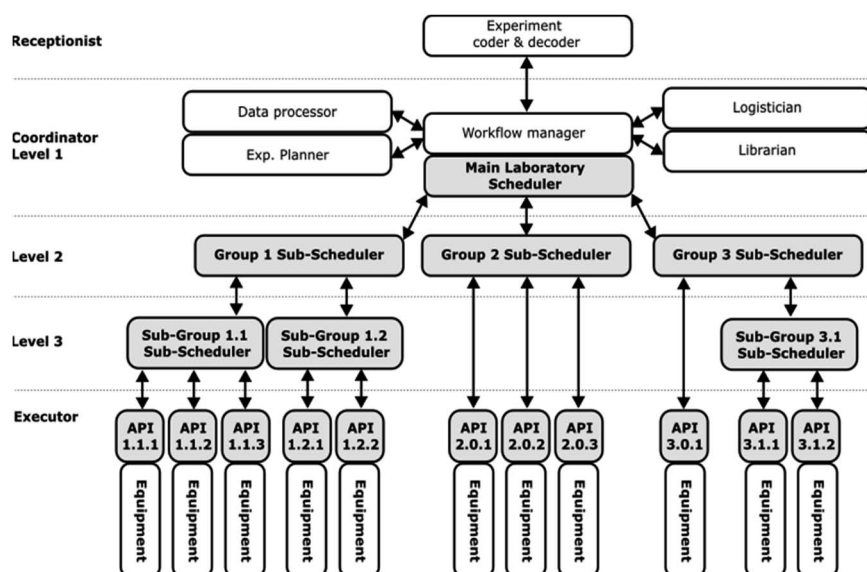 Receptionist
Experiment
coder & decoder
Coordinator
Level 1
Data processor
Exp. Planner
Workflow manager
Main Laboratory
Scheduler
Logistician
Librarian
Level 2
Group 1 Sub-Scheduler
Group 2 Sub-Scheduler
Group 3 Sub-Scheduler
Level 3
Sub-Group 1.1
Sub-Scheduler
Sub-Group 1.2
Sub-Scheduler
Sub-Group 3.1
Sub-Scheduler
Executor
API
1.1.1
API
1.1.2
API
1.1.3
API
1.2.1
API
1.2.2
API
2.0.1
API
2.0.2
API
2.0.3
API
3.0.1
API
3.1.1
API
3.1.2
Equipment
Equipment
Equipment
Equipment
Equipment
Equipment
Equipment
Equipment
Equipment
Equipment
Equipment